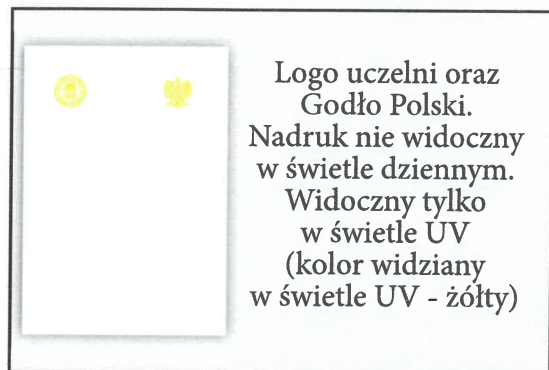 Logo uczelni oraz
Godło Polski.
Nadruk nie widoczny
w świetle dziennym.
Widoczny tylko
w świetle UV
(kolor widziany
w świetle UV - żółty)